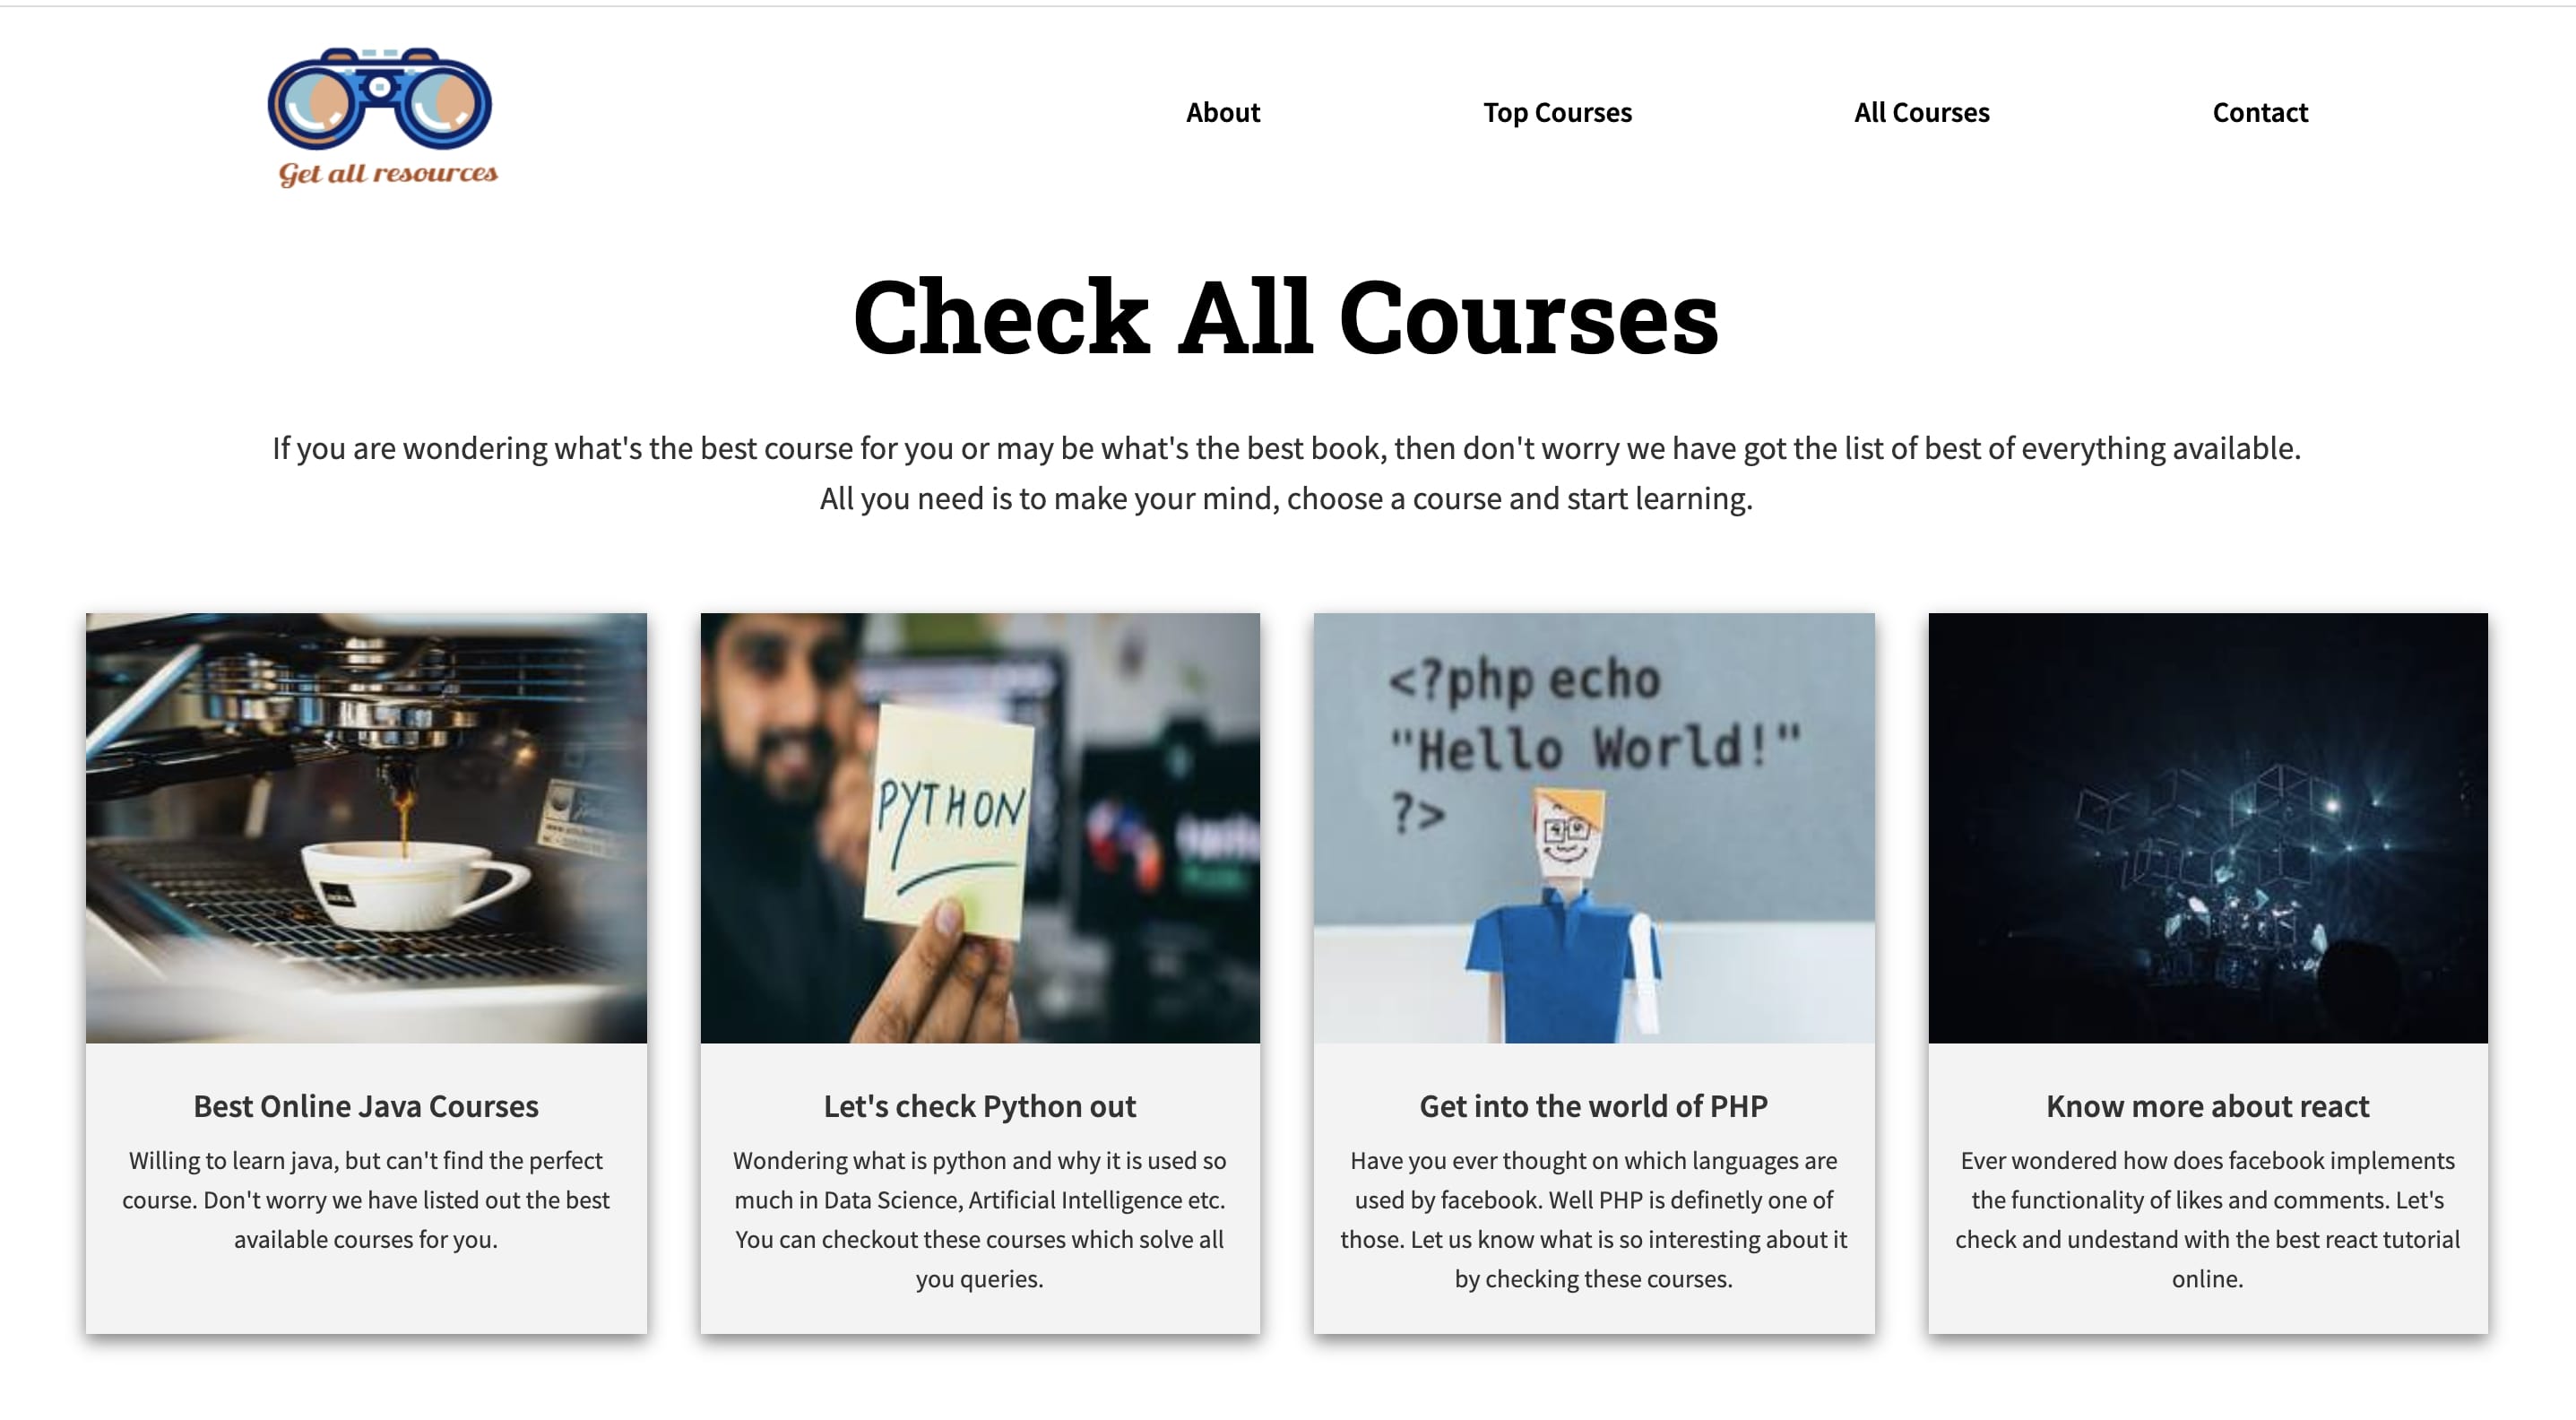 Get all resources
About
Top Courses
All Courses
Contact
Check All Courses
If you are wondering what's the best course for you or may be what's the best book, then don't worry we have got the list of best of everything available.
All you need is to make your mind, choose a course and start learning.
PYTHON
<?php echo
"Hello World!"
?>
Best Online Java Courses
Willing to learn java, but can't find the perfect
course. Don't worry we have listed out the best
available courses for you.
Let's check Python out
Wondering what is python and why it is used so
much in Data Science, Artificial Intelligence etc.
You can checkout these courses which solve all
you queries.
Get into the world of PHP
Have you ever thought on which languages are
used by facebook. Well PHP is definetly one of
those. Let us know what is so interesting about it
by checking these courses.
Know more about react
Ever wondered how does facebook implements
the functionality of likes and comments. Let's
check and undestand with the best react tutorial
online.